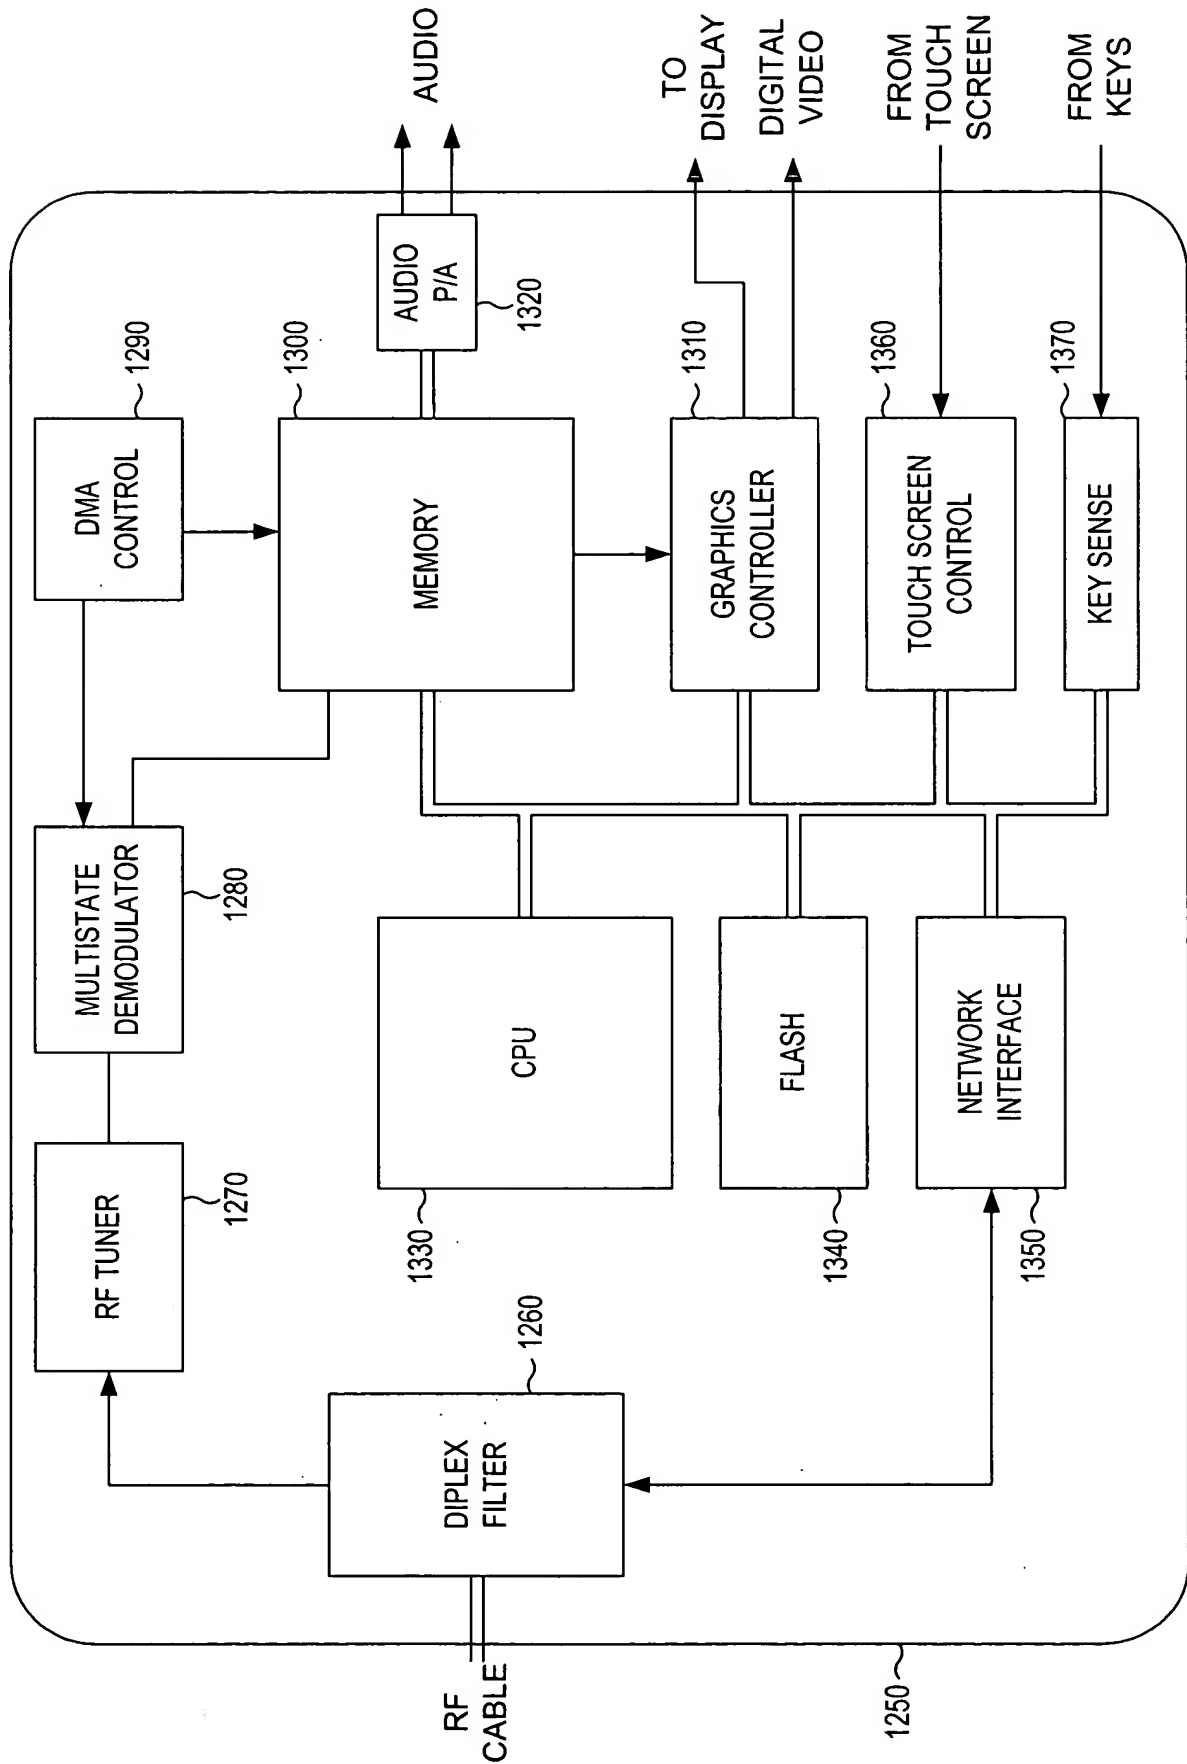 RF
CABLE
1250
DIPLEX
FILTER
1260
RF TUNER
1270
MULTISTATE
DEMODULATOR
1280
DMA
CONTROL
1290
MEMORY
1300
AUDIO
P/A
1320
AUDIO
CPU
1330
FLASH
1340
NETWORK
INTERFACE
1350
GRAPHICS
CONTROLLER
1310
TO
DISPLAY
DIGITAL
VIDEO
TOUCH SCREEN
CONTROL
1360
FROM
TOUCH
SCREEN
KEY SENSE
1370
FROM
KEYS